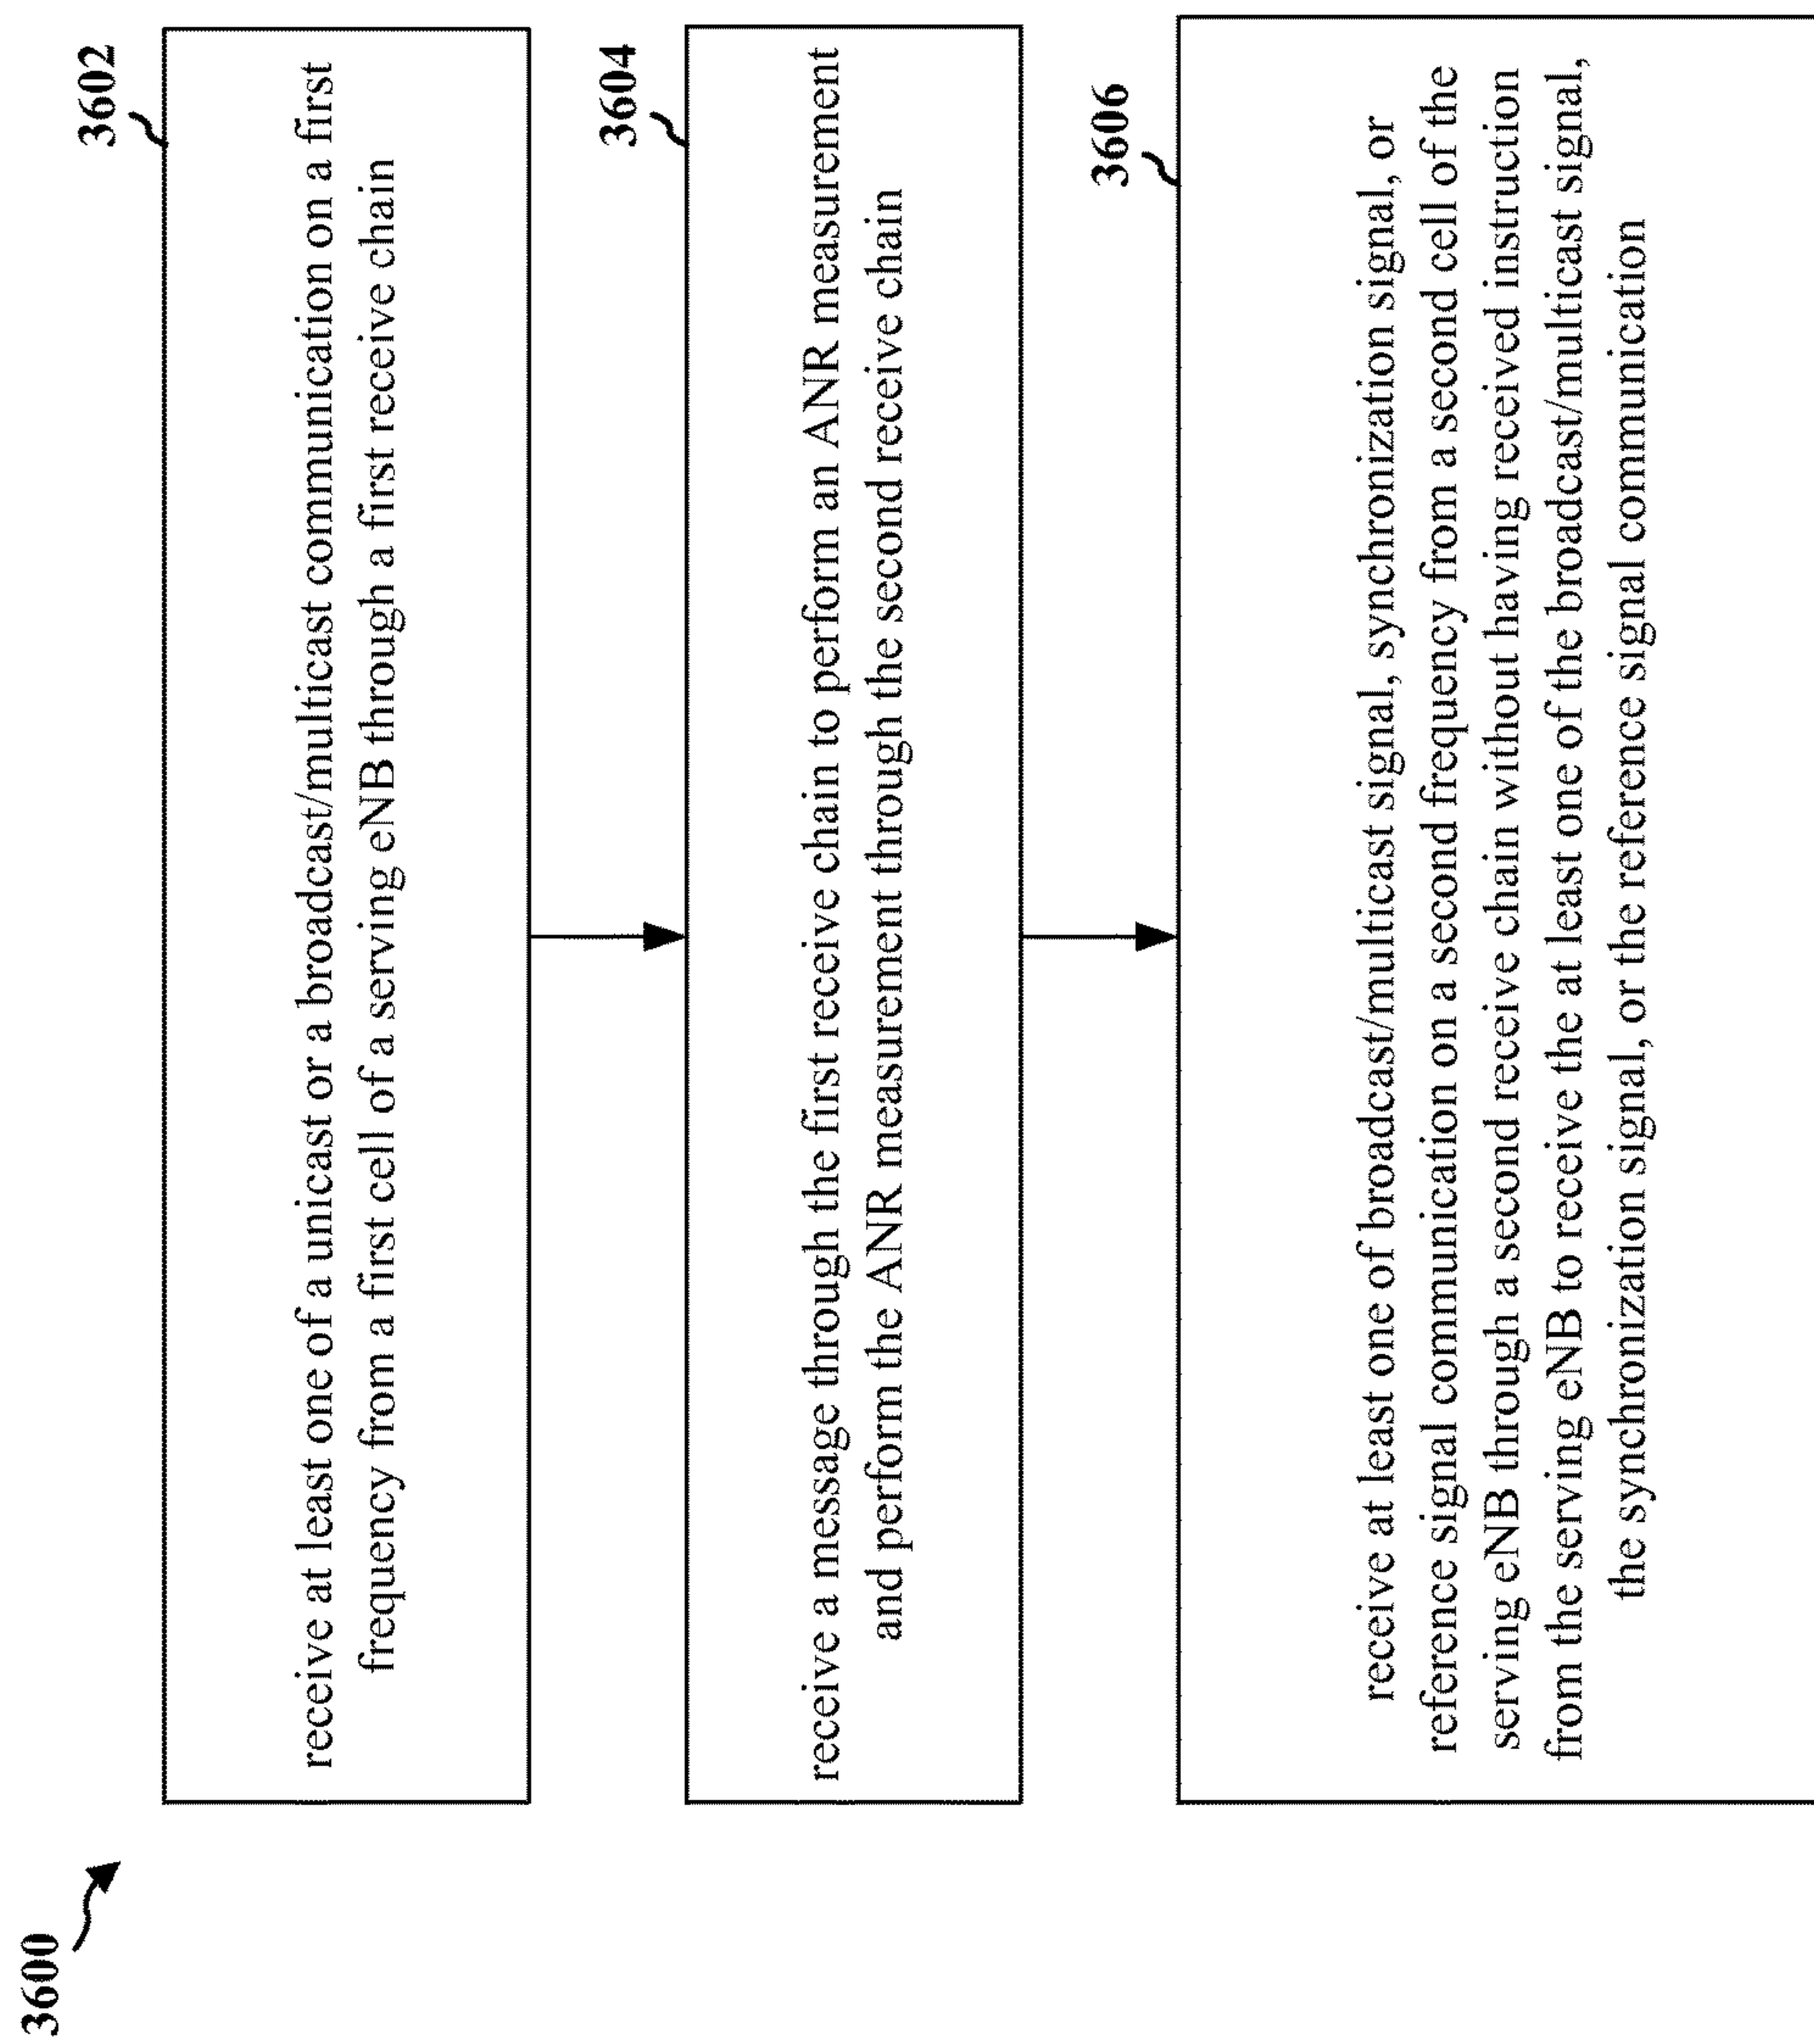 3600
3602
receive at least one of a unicast or a broadcast/multicast communication on a first
frequency from a first cell of a serving eNB through a first receive chain
3604
receive a message through the first receive chain to perform an ANR measurement
and perform the ANR measurement through the second receive chain
3606
receive at least one of broadcast/multicast signal, synchronization signal, or
reference signal communication on a second frequency from a second cell of the
serving eNB through a second receive chain without having received instruction
from the serving eNB to receive the at least one of the broadcast/multicast signal,
the synchronization signal, or the reference signal communication